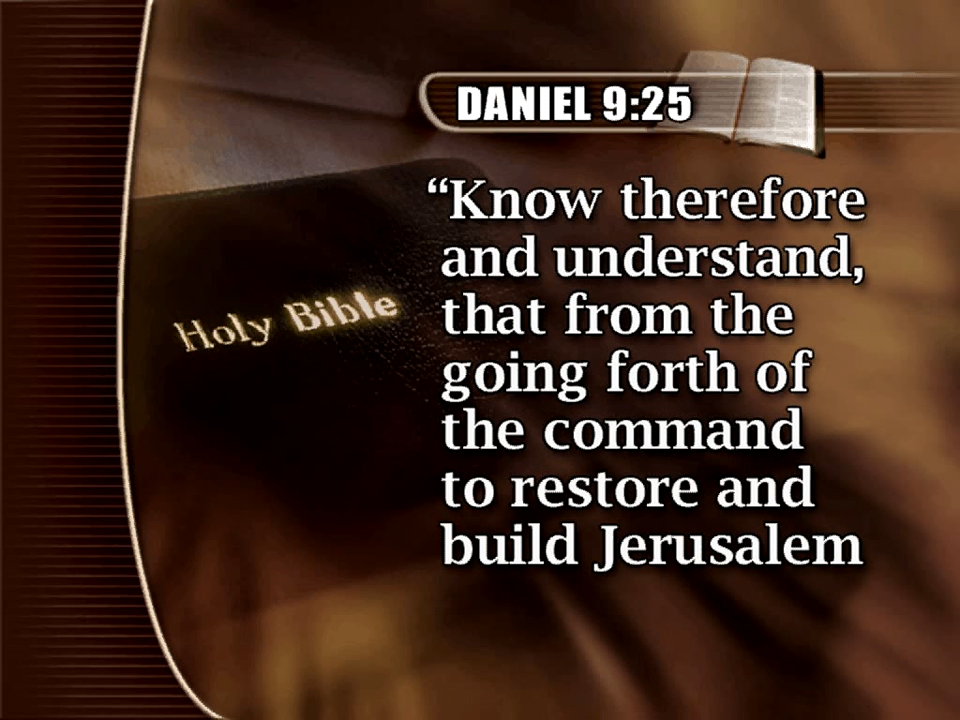 DANIEL 9:25
“Know therefore
and understand,
that from the
going forth of
the command
to restore and
build Jerusalem
Holy Bible